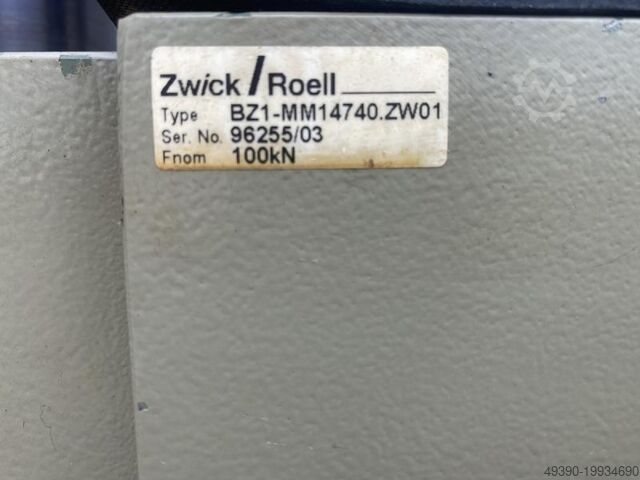 Zwick / Roell
Type BZ1-MM14740.ZW01
Ser. No. 96255/03
Fnom 100kN
49390-19934690